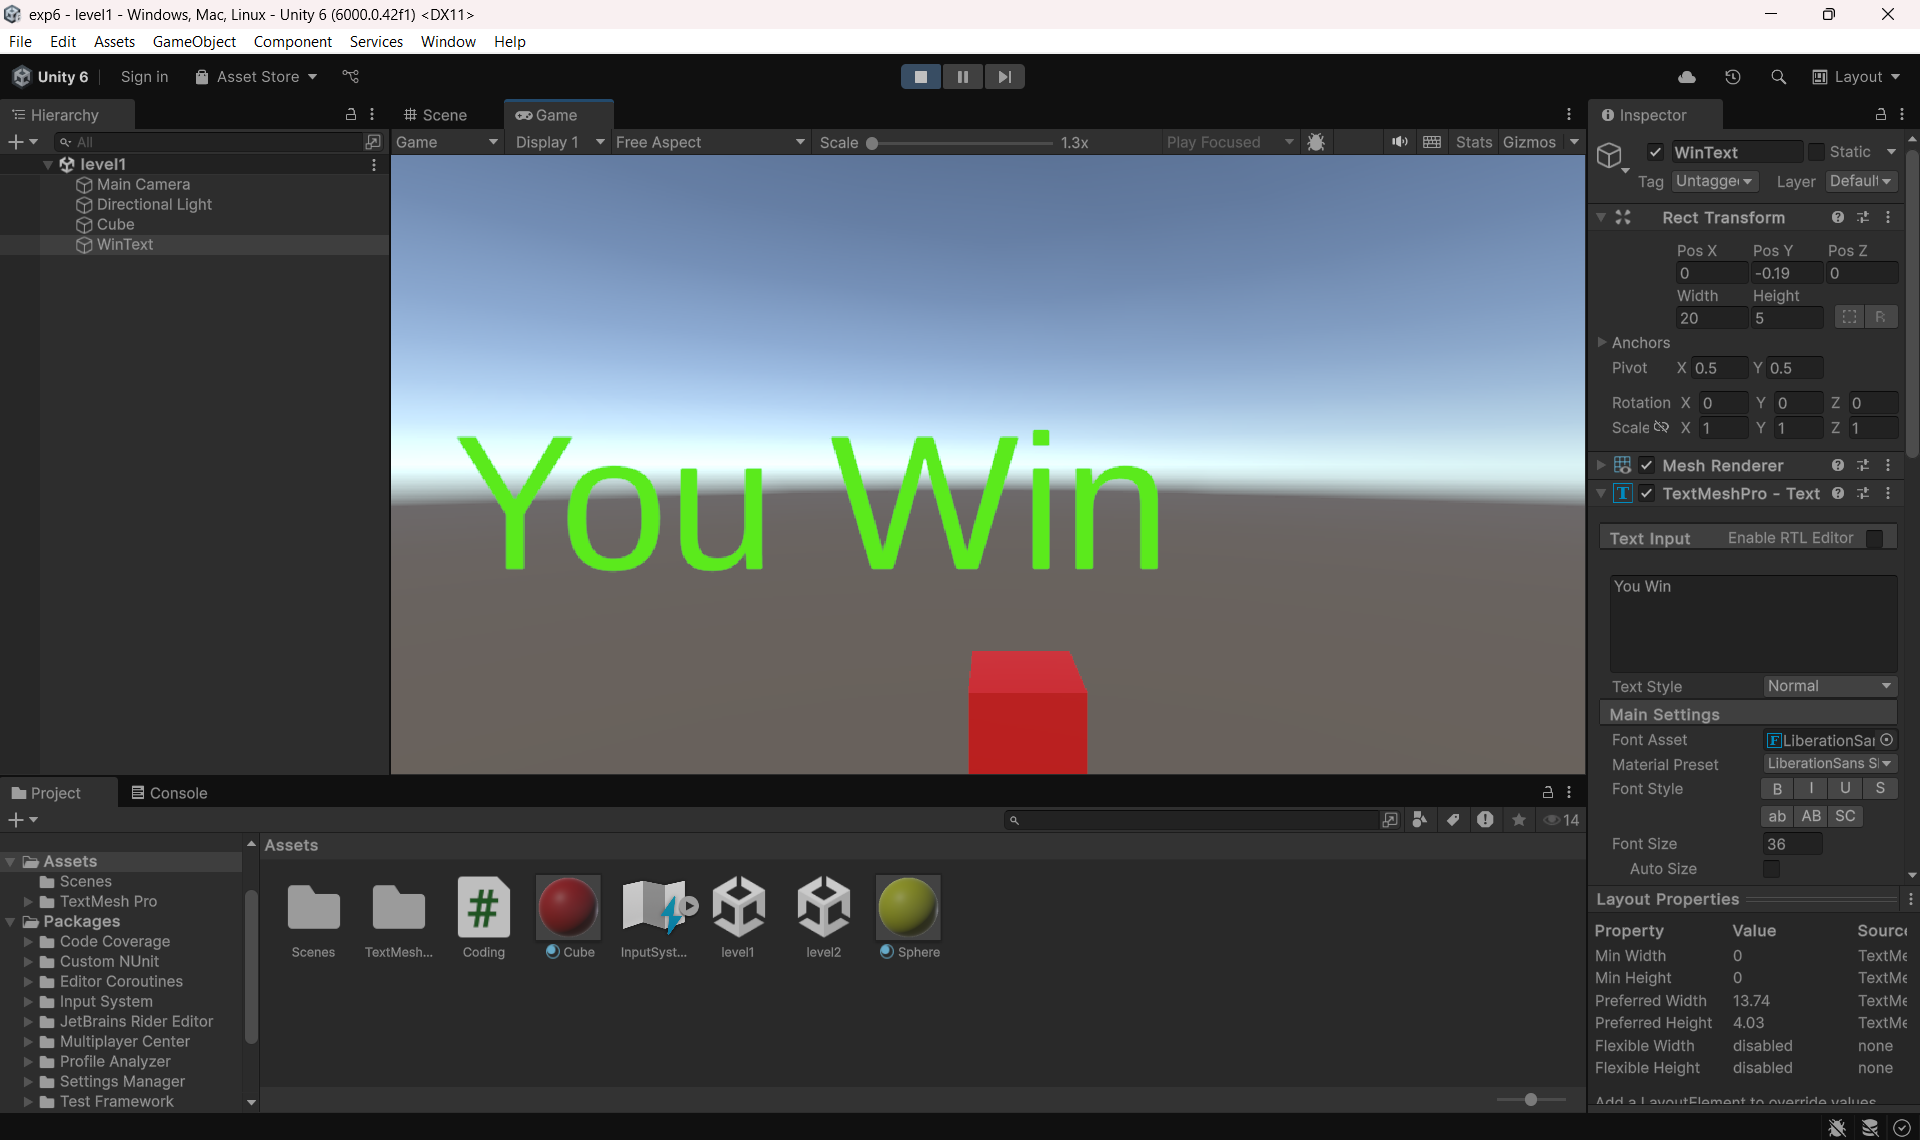 exp6 - level1 - Windows, Mac, Linux - Unity 6 (6000.0.42f1) <DX11>
File Edit Assets GameObject Component Services Window Help
Unity 6 Sign in Asset Store Layout
Hierarchy
All
level1
Main Camera
Directional Light
Cube
WinText
Scene Game
Game Display 1 Free Aspect Scale 1.3x Play Focused Stats Gizmos
You Win
Inspector
WinText Static
Tag Untagge Layer Default
Rect Transform
Pos X Pos Y Pos Z
0 -0.19 0
Width Height
20 5 R
Anchors
Pivot X 0.5 Y 0.5
Rotation X 0 Y 0 Z 0
Scale X 1 Y 1 Z 1
Mesh Renderer
TextMeshPro - Text
Text Input Enable RTL Editor
You Win
Text Style Normal
Main Settings
Font Asset F LiberationSa
Material Preset LiberationSans S
Font Style B I U S
ab AB SC
Font Size 36
Auto Size
Layout Properties
Property Value Source
Min Width 0 TextMe
Min Height 0 TextMe
Preferred Width 13.74 TextMe
Preferred Height 4.03 TextMe
Flexible Width disabled none
Flexible Height disabled none
Add a LayoutElement to override values
Project Console
14
Assets
Scenes
TextMesh Pro
Packages
Code Coverage
Custom NUnit
Editor Coroutines
Input System
JetBrains Rider Editor
Multiplayer Center
Profile Analyzer
Settings Manager
Test Framework
Assets
Scenes TextMesh... Coding Cube InputSyst... level1 level2 Sphere